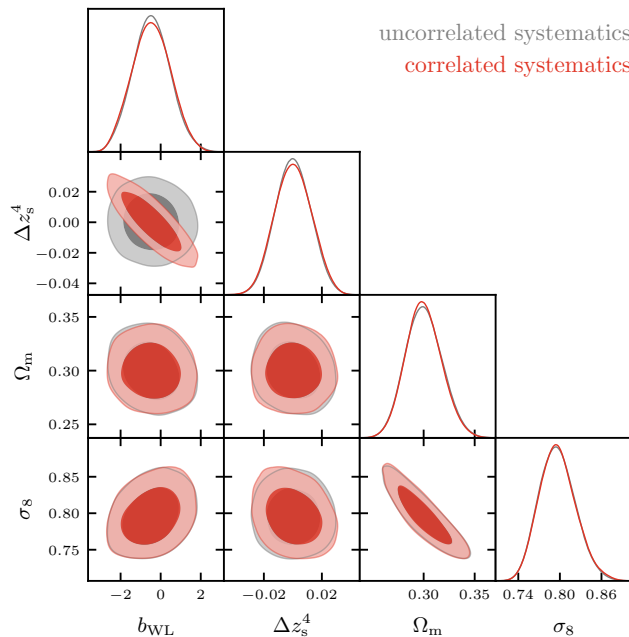 uncorrelated systematics
correlated systematics
0.02
0.00
−0.02
−0.04
Δz_s^4
0.35
0.30
0.25
Ω_m
0.85
0.80
0.75
σ_8
−2 0 2
−0.02 0.02
0.30 0.35
0.74 0.80 0.86
b_WL
Δz_s^4
Ω_m
σ_8